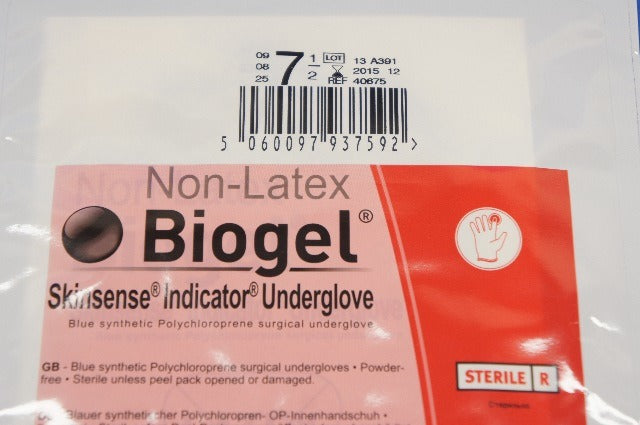 09
08
25
7 1/2
LOT 13 A391
2015 12
REF 40675
5 060097 937592 >
Non-Latex
Biogel®
Skinsense® Indicator® Underglove
Blue synthetic Polychloroprene surgical underglove
GB - Blue synthetic Polychloroprene surgical undergloves • Powder-
free • Sterile unless peel pack opened or damaged.
Blauer synthetischer Polychloropren- OP-Innenhandschuh •
STERILE R
Стерильно